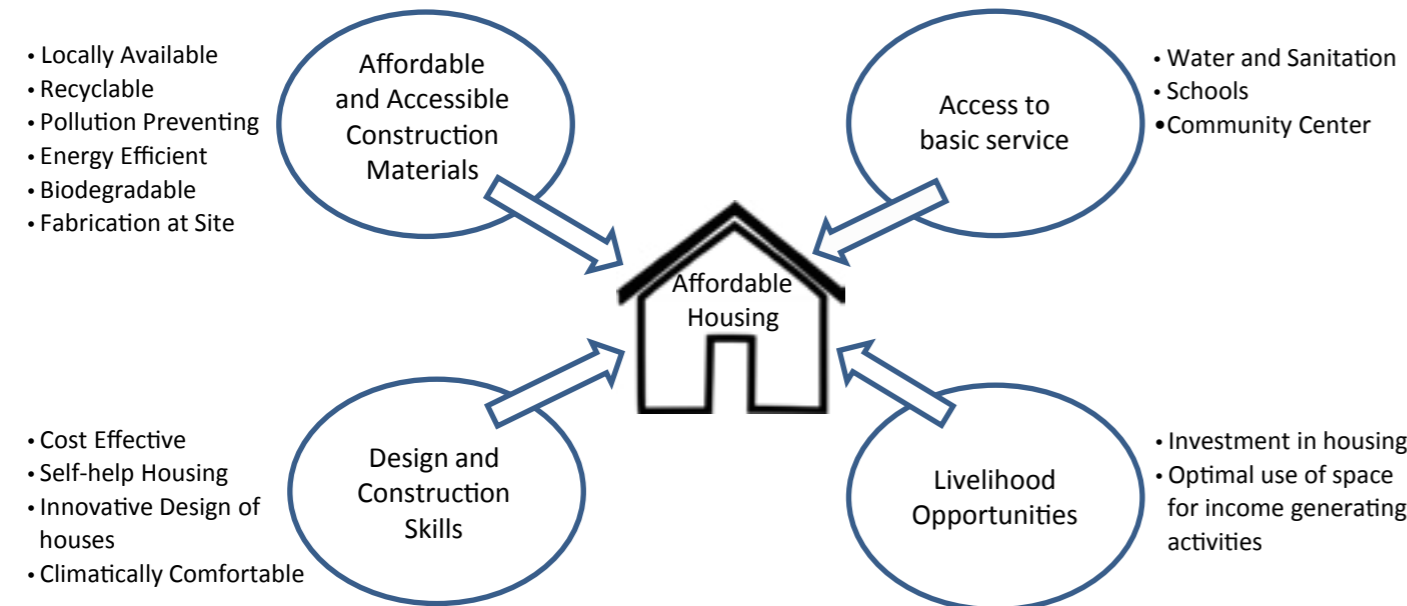 • Locally Available
• Recyclable
• Pollution Preventing
• Energy Efficient
• Biodegradable
• Fabrication at Site
Affordable
and Accessible
Construction
Materials
Access to
basic service
• Water and Sanitation
• Schools
•Community Center
Affordable
Housing
• Cost Effective
• Self-help Housing
• Innovative Design of
houses
• Climatically Comfortable
Design and
Construction
Skills
Livelihood
Opportunities
• Investment in housing
• Optimal use of space
for income generating
activities